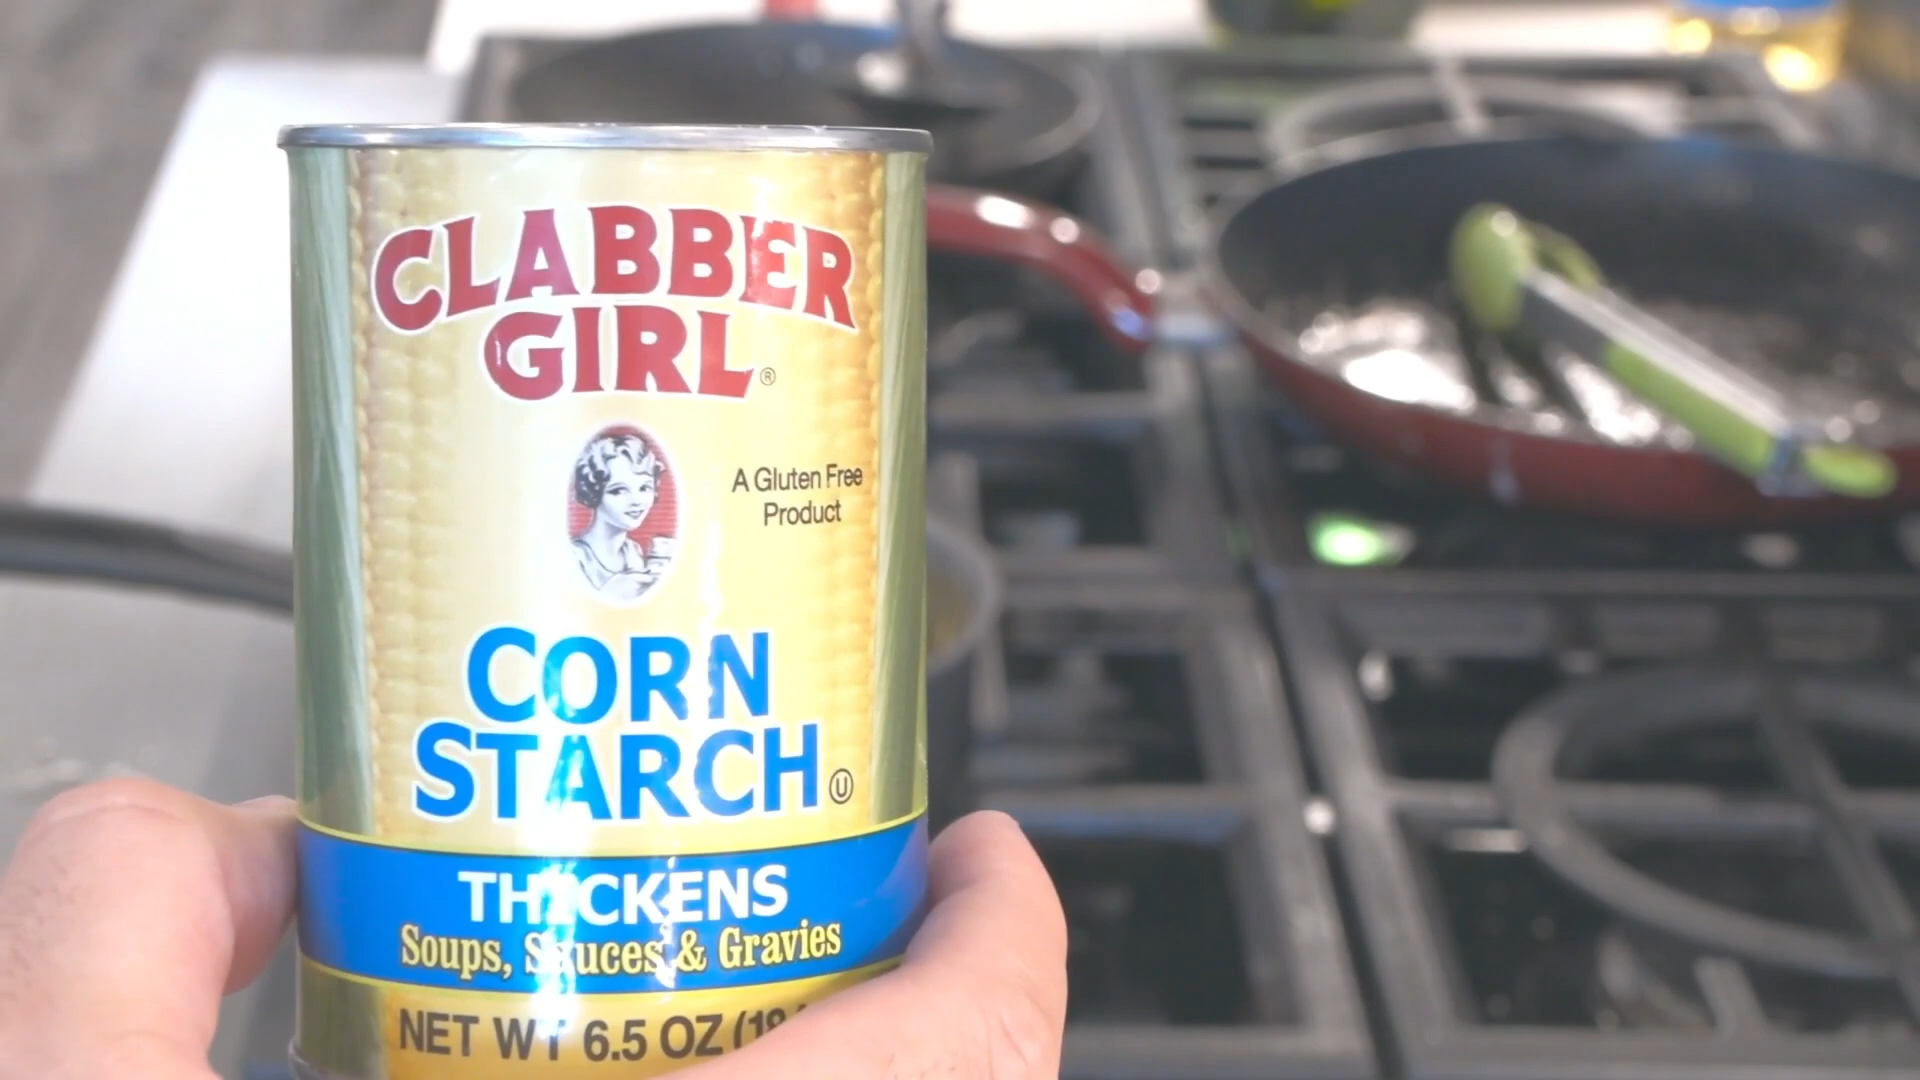 CLABBER
GIRL®
A Gluten Free
Product
CORN
STARCH Ⓤ
THICKENS
Soups, Sauces & Gravies
NET WT 6.5 OZ